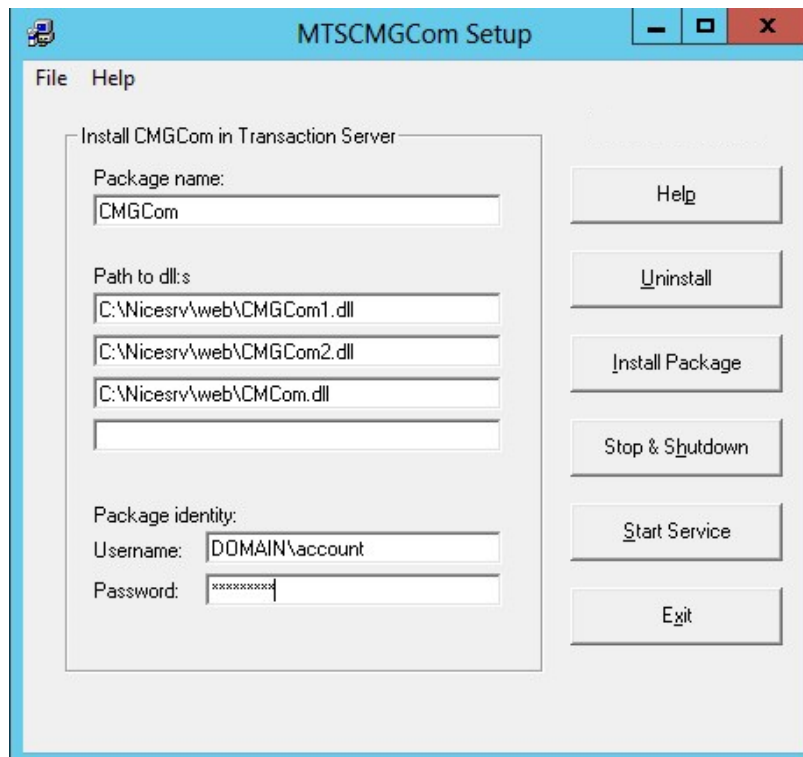 MTSCMGCom Setup
File Help
Install CMGCom in Transaction Server
Package name:
CMGCom
Path to dll:s
C:\Nicesrv\web\CMGCom1.dll
C:\Nicesrv\web\CMGCom2.dll
C:\Nicesrv\web\CMCom.dll
Package identity:
Username: DOMAIN\account
Password: *********
Help
Uninstall
Install Package
Stop & Shutdown
Start Service
Exit